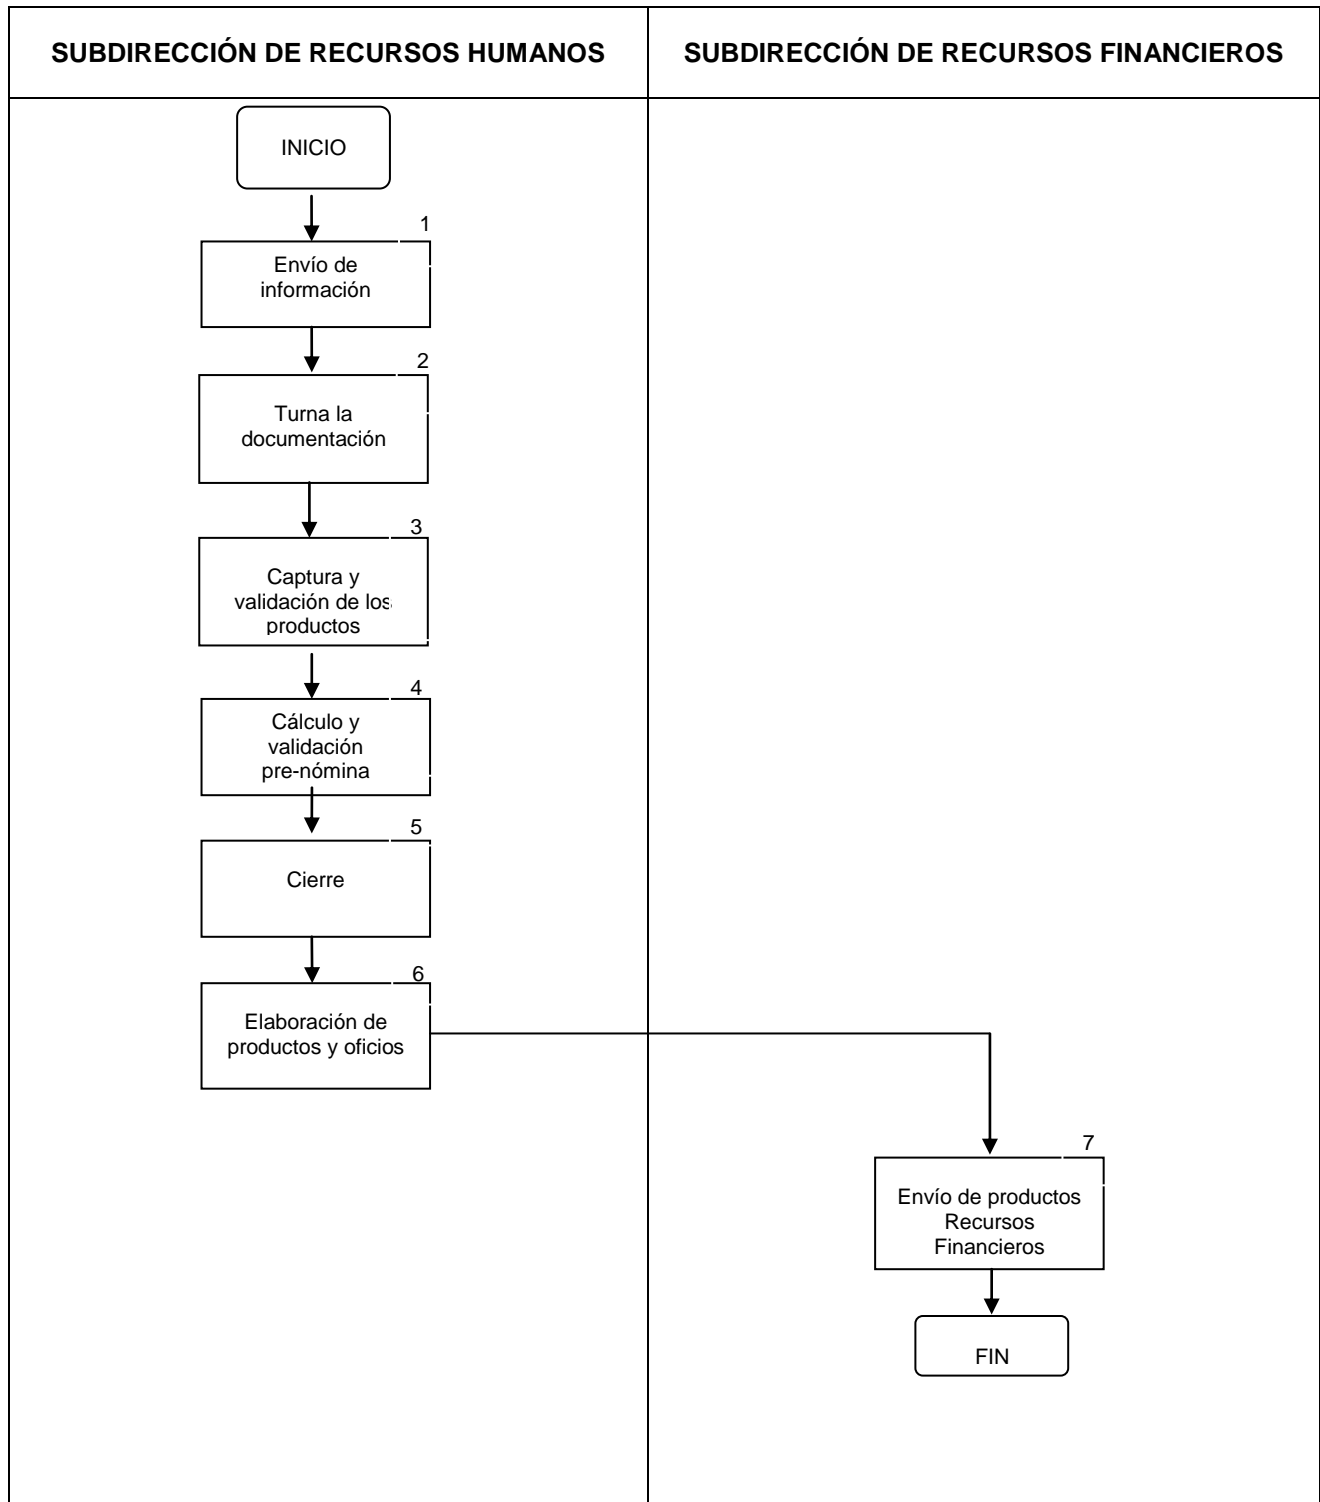 SUBDIRECCIÓN DE RECURSOS HUMANOS
SUBDIRECCIÓN DE RECURSOS FINANCIEROS
INICIO
1
Envío de
información
2
Turna la
documentación
3
Captura y
validación de los
productos
4
Cálculo y
validación
pre-nómina
5
Cierre
6
Elaboración de
productos y oficios
7
Envío de productos
Recursos
Financieros
FIN